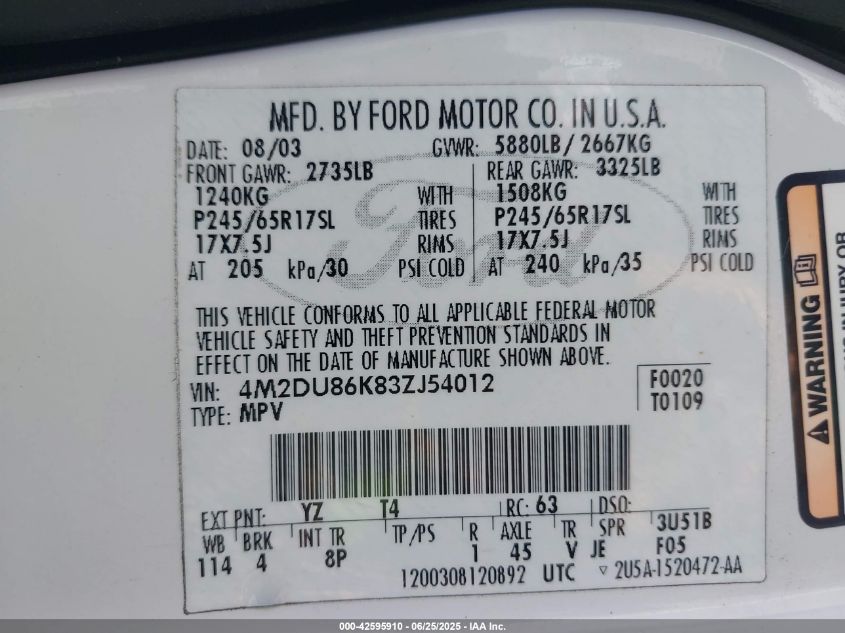 MFD. BY FORD MOTOR CO. IN U.S.A.
DATE: 08/03 GVWR: 5880LB/2667KG
FRONT GAWR: 2735LB REAR GAWR: 3325LB
1240KG WITH 1508KG WITH
P245/65R17SL TIRES P245/65R17SL TIRES
17X7.5J RIMS 17X7.5J RIMS
AT 205 kPa/30 PSI COLD AT 240 kPa/35 PSI COLD
Ford
THIS VEHICLE CONFORMS TO ALL APPLICABLE FEDERAL MOTOR
VEHICLE SAFETY AND THEFT PREVENTION STANDARDS IN
EFFECT ON THE DATE OF MANUFACTURE SHOWN ABOVE.
VIN: 4M2DU86K83ZJ54012 F0020
TYPE: MPV T0109
EXT PNT: YZ T4 RC: 63 DSO:
WB BRK INT TR TP/PS R AXLE TR SPR 3U51B
114 4 8P 1 45 V JE F05
1200308120892 UTC ▽ 2U5A-1520472-AA
WARNING
INJURY OR
000-42595910 - 06/25/2025 - IAA Inc.